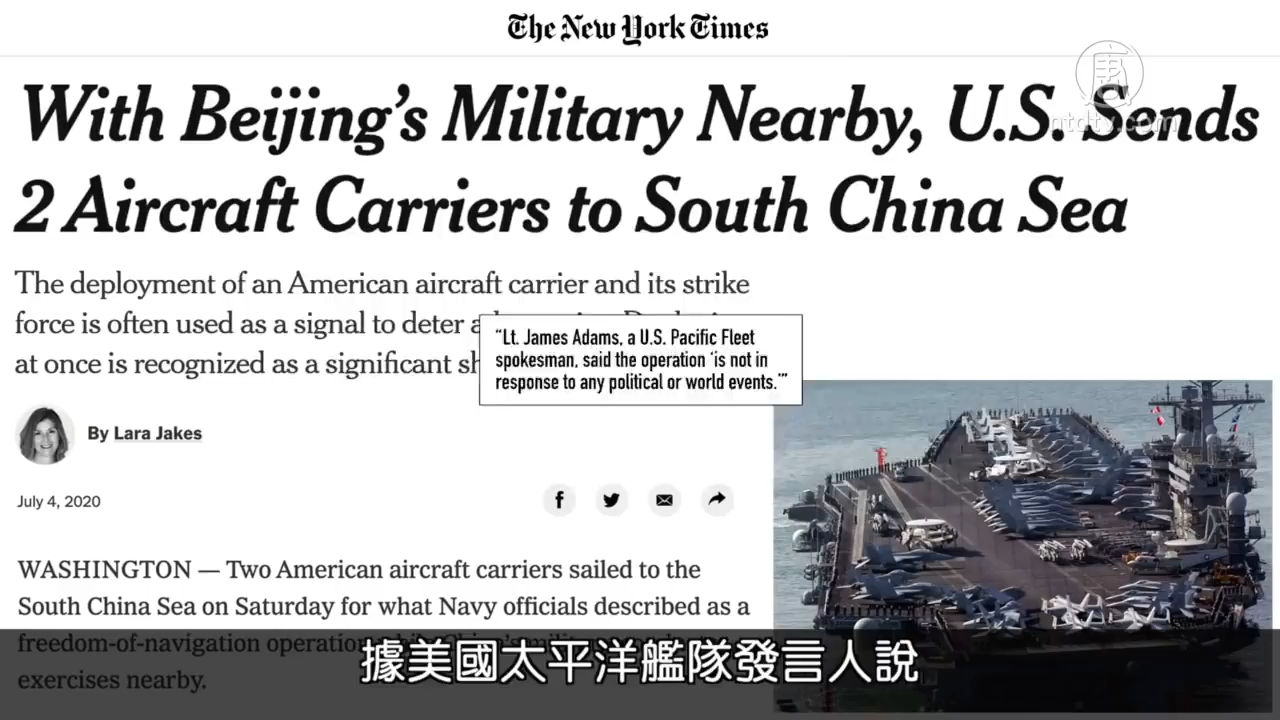 The New York Times
唐
ntdtv.com
With Beijing's Military Nearby, U.S. Sends
2 Aircraft Carriers to South China Sea
The deployment of an American aircraft carrier and its strike
force is often used as a signal to deter
at once is recognized as a significant
“Lt. James Adams, a U.S. Pacific Fleet
spokesman, said the operation ‘is not in
response to any political or world events.’”
By Lara Jakes
July 4, 2020
WASHINGTON — Two American aircraft carriers sailed to the
South China Sea on Saturday for what Navy officials described as a
freedom-of-navigation operation
exercises nearby.
據美國太平洋艦隊發言人說